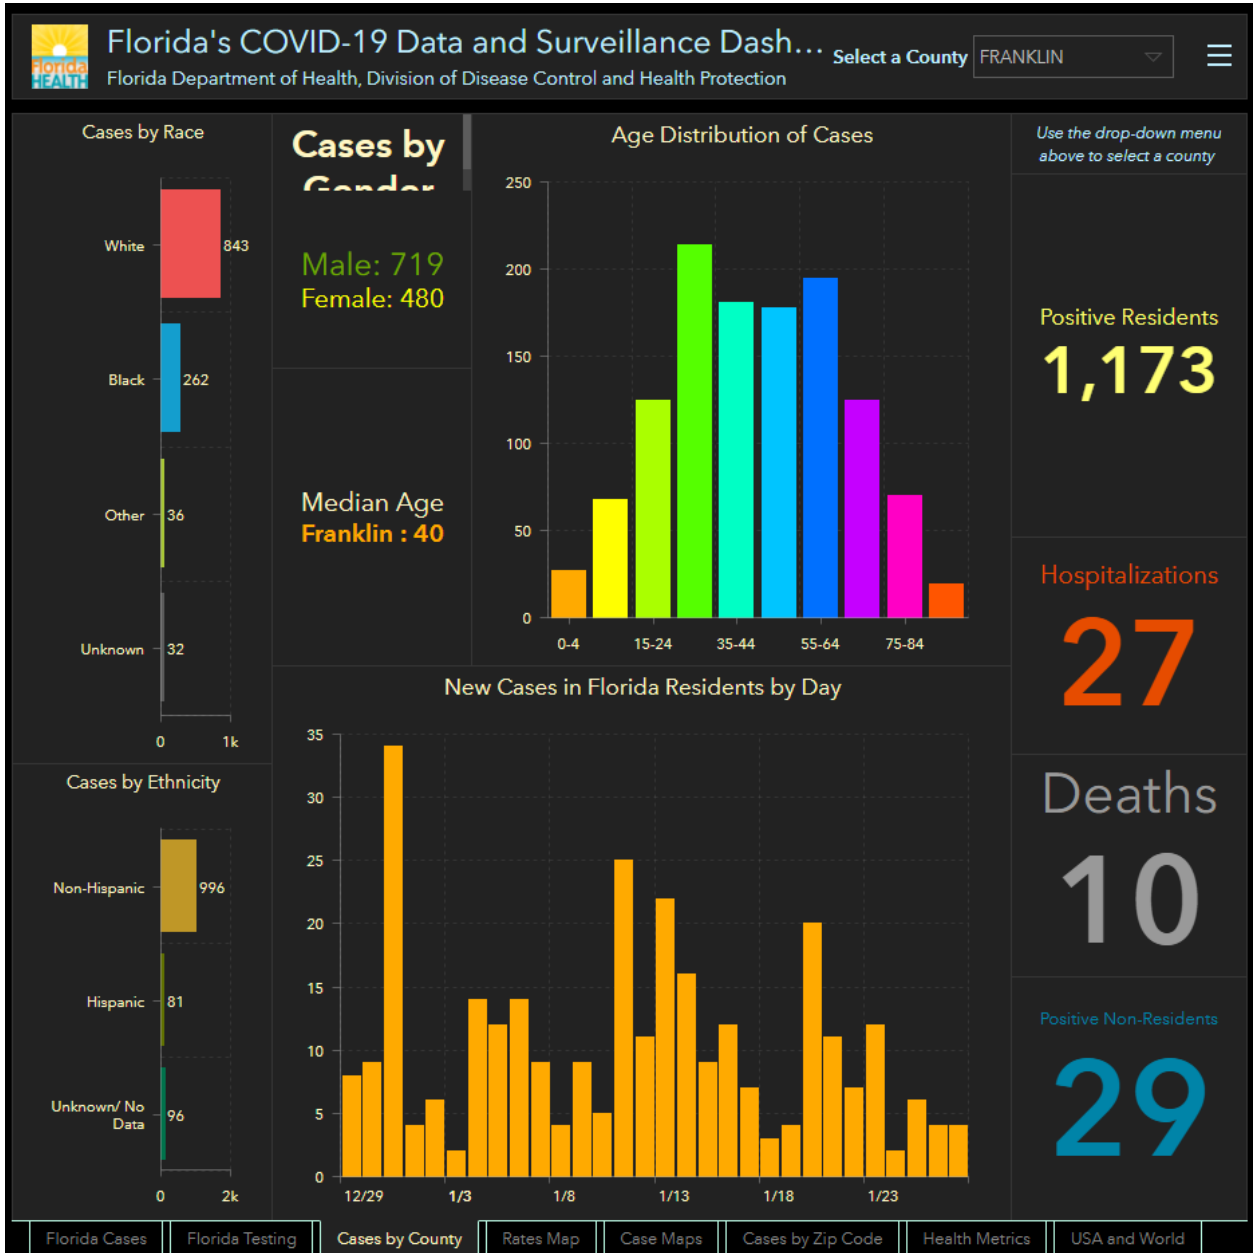 Florida's COVID-19 Data and Surveillance Dash...
Florida Department of Health, Division of Disease Control and Health Protection
Florida
HEALTH
Select a County
FRANKLIN
Cases by Race
White
843
Black
262
Other
36
Unknown
32
0
1k
Cases by Ethnicity
Non-Hispanic
996
Hispanic
81
Unknown/ No
Data
96
0
2k
Cases by
Gender
Male: 719
Female: 480
Median Age
Franklin : 40
Age Distribution of Cases
250
200
150
100
50
0
0-4
15-24
35-44
55-64
75-84
New Cases in Florida Residents by Day
35
30
25
20
15
10
5
0
12/29
1/3
1/8
1/13
1/18
1/23
Use the drop-down menu
above to select a county
Positive Residents
1,173
Hospitalizations
27
Deaths
10
Positive Non-Residents
29
Florida Cases
Florida Testing
Cases by County
Rates Map
Case Maps
Cases by Zip Code
Health Metrics
USA and World